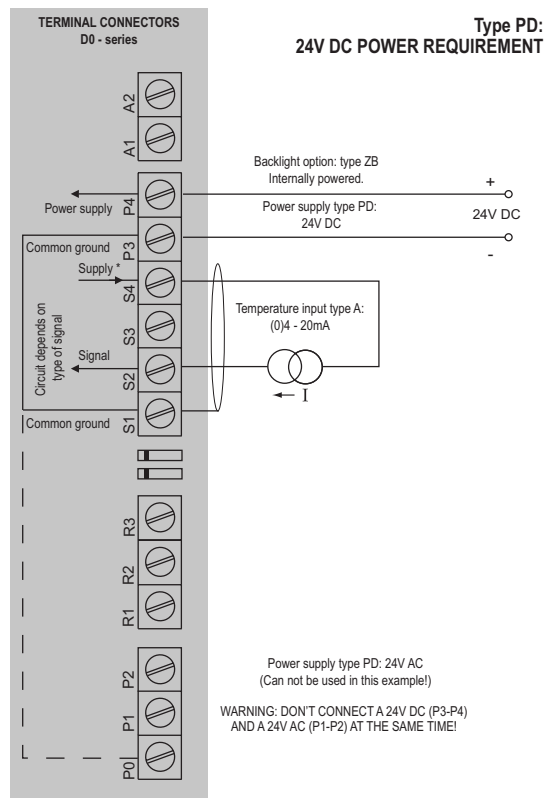 TERMINAL CONNECTORS
D0 - series
Type PD:
24V DC POWER REQUIREMENT
A2
A1
Backlight option: type ZB
Internally powered.
+
Power supply
P4
Power supply type PD:
24V DC
24V DC
Common ground
P3
-
Supply *
S4
Temperature input type A:
(0)4 - 20mA
Circuit depends on
type of signal
S3
Signal
S2
I
Common ground
S1
R3
R2
R1
P2
Power supply type PD: 24V AC
(Can not be used in this example!)
P1
WARNING: DON'T CONNECT A 24V DC (P3-P4)
AND A 24V AC (P1-P2) AT THE SAME TIME!
P0